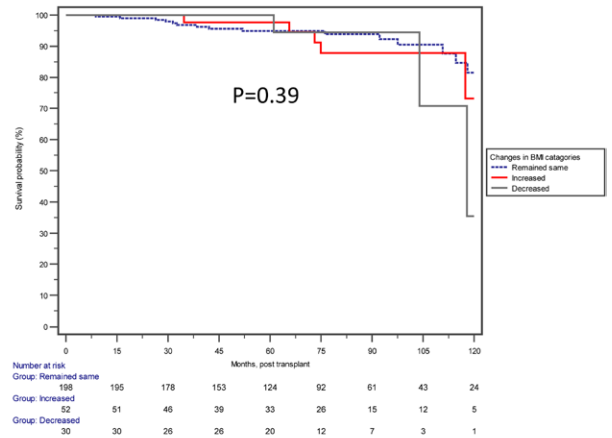 100
90
80
70
60
50
40
30
20
10
0
Survival probability (%)
P=0.39
Changes in BMI catagories
Remained same
Increased
Decreased
0 15 30 45 60 75 90 105 120
Months, post transplant
Number at risk
Group: Remained same
198 195 178 153 124 92 61 43 24
Group: Increased
52 51 46 39 33 26 15 12 5
Group: Decreased
30 30 26 26 20 12 7 3 1